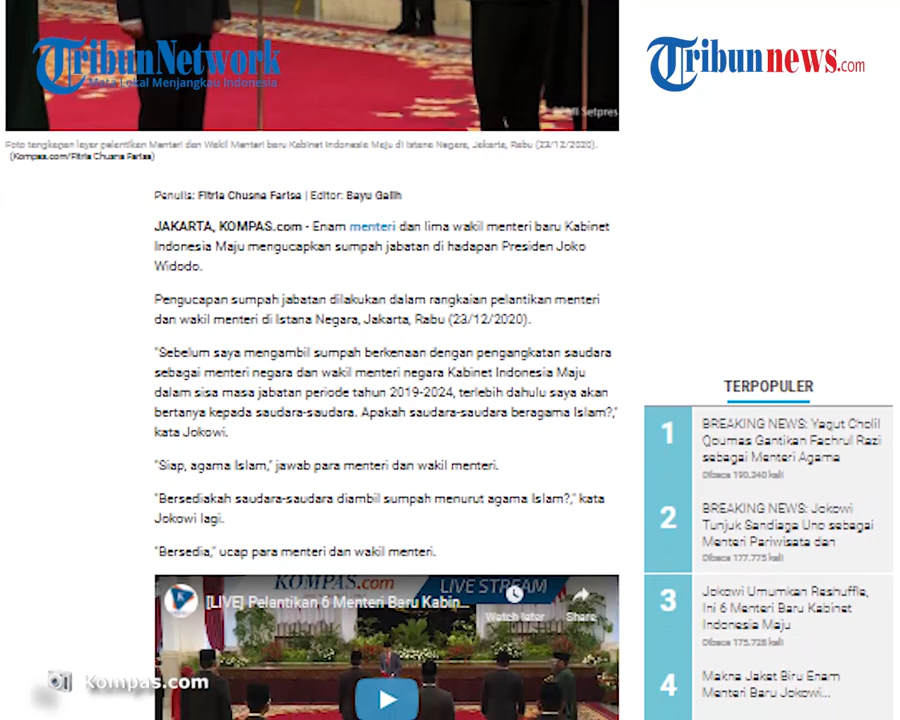 TribunNetwork
Mata Lokal Menjangkau Indonesia
Tribunnews.com
Setpres
Foto tangkapan layar pelantikan Menteri dan Wakil Menteri baru Kabinet Indonesia Maju di Istana Negara, Jakarta, Rabu (23/12/2020).
(Kompas.com/Fitria Chusna Farisa)
Penulis: Fitria Chusna Farisa | Editor: Bayu Galih
JAKARTA, KOMPAS.com - Enam menteri dan lima wakil menteri baru Kabinet
Indonesia Maju mengucapkan sumpah jabatan di hadapan Presiden Joko
Widodo.
Pengucapan sumpah jabatan dilakukan dalam rangkaian pelantikan menteri
dan wakil menteri di Istana Negara, Jakarta, Rabu (23/12/2020).
"Sebelum saya mengambil sumpah berkenaan dengan pengangkatan saudara
sebagai menteri negara dan wakil menteri negara Kabinet Indonesia Maju
dalam sisa masa jabatan periode tahun 2019-2024, terlebih dahulu saya akan
bertanya kepada saudara-saudara. Apakah saudara-saudara beragama Islam?,"
kata Jokowi.
"Siap, agama Islam," jawab para menteri dan wakil menteri.
"Bersediakah saudara-saudara diambil sumpah menurut agama Islam?," kata
Jokowi lagi.
"Bersedia," ucap para menteri dan wakil menteri.
KOMPAS.com
LIVE STREAM
[LIVE] Pelantikan 6 Menteri Baru Kabin...
Watch later
Share
Kompas.com
TERPOPULER
1
BREAKING NEWS: Yaqut Cholil
Qoumas Gantikan Fachrul Razi
sebagai Menteri Agama
Dibaca 190.340 kali
2
BREAKING NEWS: Jokowi
Tunjuk Sandiaga Uno sebagai
Menteri Pariwisata dan
Dibaca 177.775 kali
3
Jokowi Umumkan Reshuffle,
Ini 6 Menteri Baru Kabinet
Indonesia Maju
Dibaca 175.728 kali
4
Makna Jaket Biru Enam
Menteri Baru Jokowi...